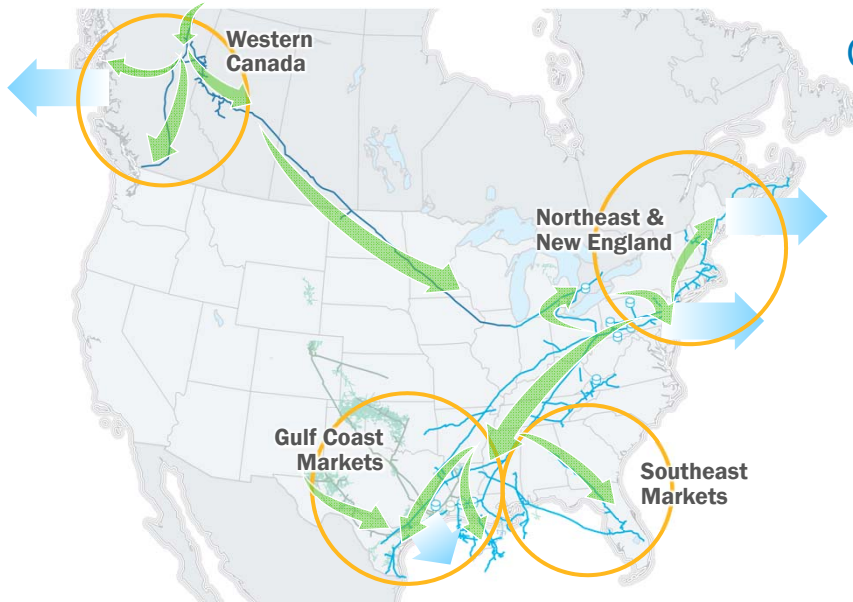 Western
Canada
Northeast &
New England
Gulf Coast
Markets
Southeast
Markets